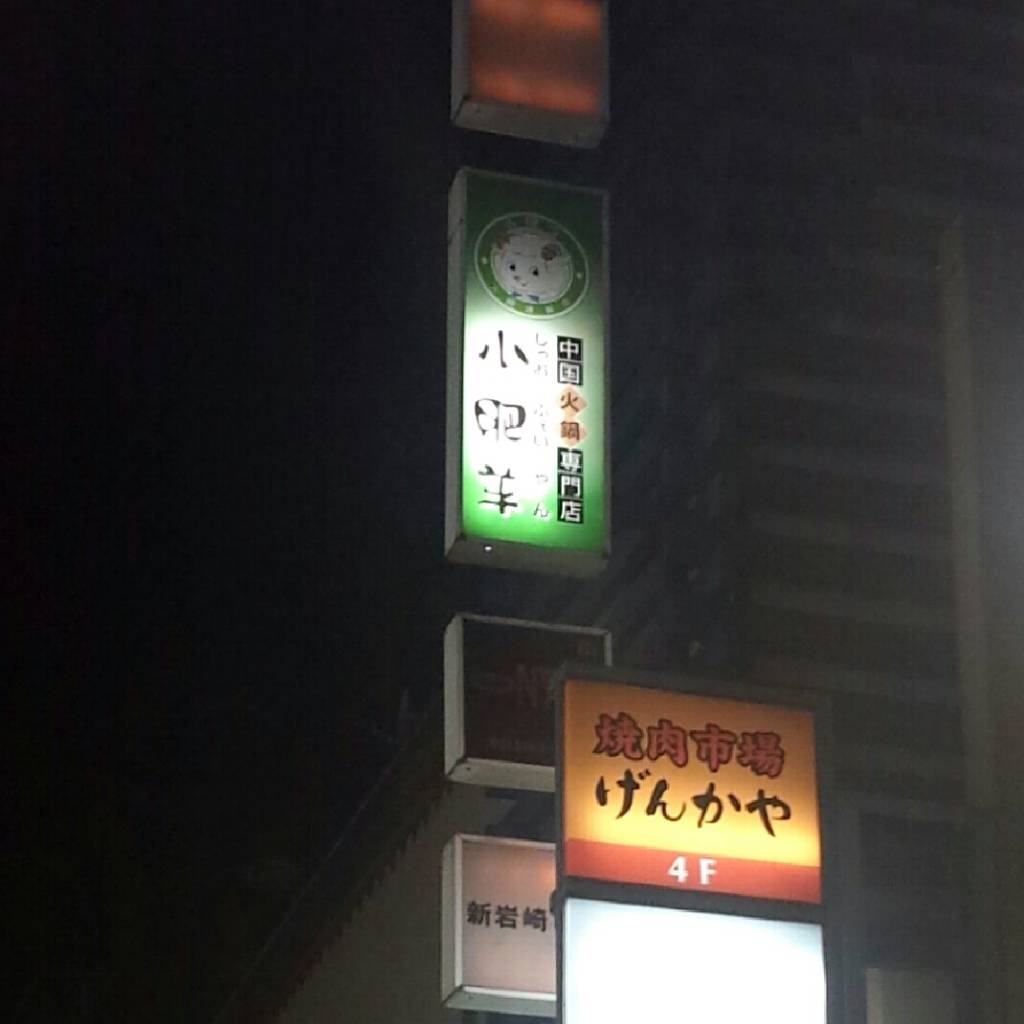 中国火鍋専門店
小肥羊
しゃお ふぇい やん
焼肉市場
げんかや
4F
新岩崎